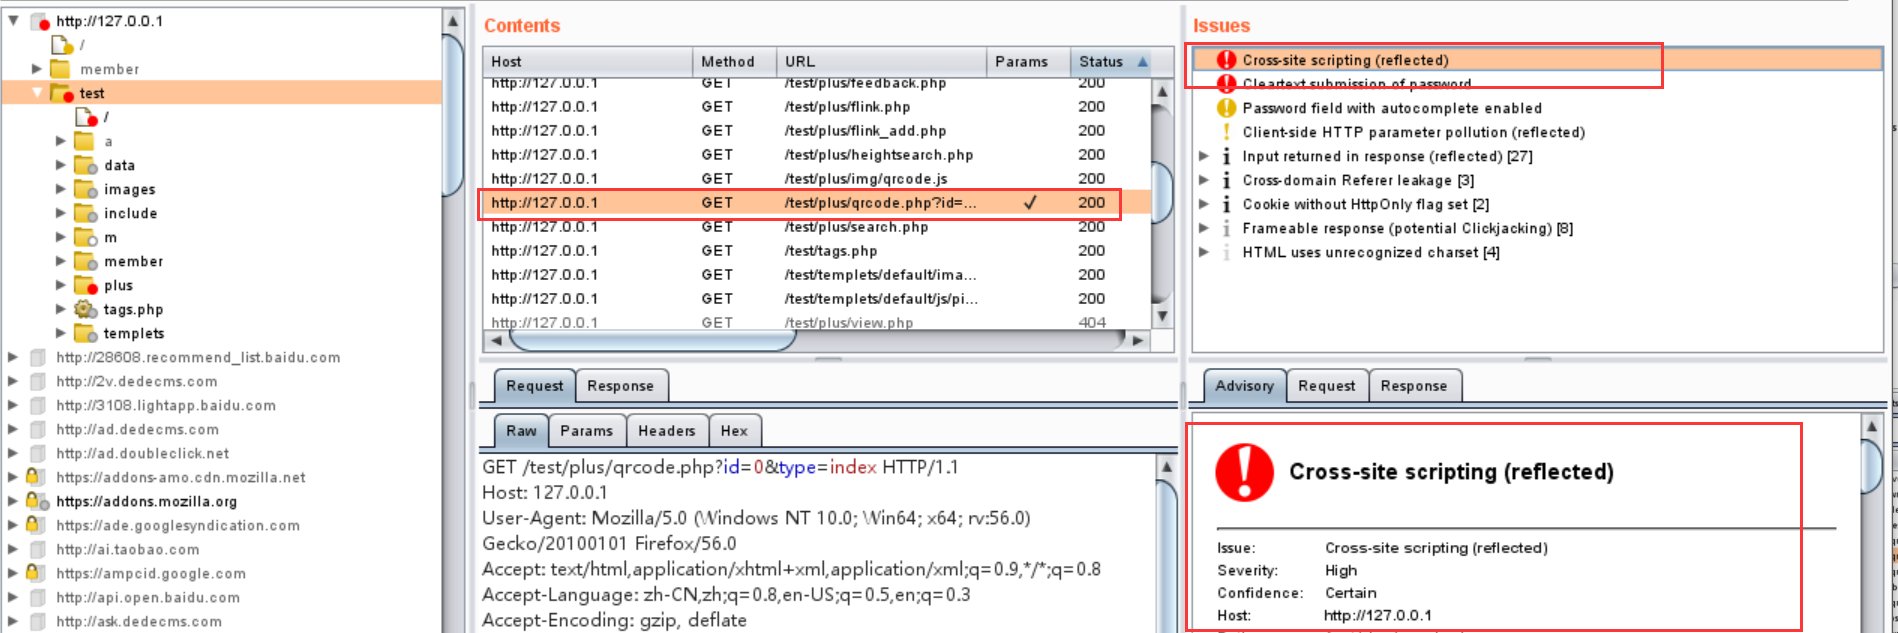 http://127.0.0.1
/
member
test
/
a
data
images
include
m
member
plus
tags.php
templets
http://28608.recommend_list.baidu.com
http://2v.dedecms.com
http://3108.lightapp.baidu.com
http://ad.dedecms.com
http://ad.doubleclick.net
https://addons-amo.cdn.mozilla.net
https://addons.mozilla.org
https://ade.googlesyndication.com
http://ai.taobao.com
https://ampcid.google.com
http://api.open.baidu.com
http://ask.dedecms.com
Contents
Host Method URL Params Status
http://127.0.0.1 GET /test/plus/feedback.php 200
http://127.0.0.1 GET /test/plus/flink.php 200
http://127.0.0.1 GET /test/plus/flink_add.php 200
http://127.0.0.1 GET /test/plus/heightsearch.php 200
http://127.0.0.1 GET /test/plus/img/qrcode.js 200
http://127.0.0.1 GET /test/plus/qrcode.php?id=... ✓ 200
http://127.0.0.1 GET /test/plus/search.php 200
http://127.0.0.1 GET /test/tags.php 200
http://127.0.0.1 GET /test/templets/default/ima... 200
http://127.0.0.1 GET /test/templets/default/js/pi... 200
http://127.0.0.1 GET /test/plus/view.php 404
Request Response
Raw Params Headers Hex
GET /test/plus/qrcode.php?id=0&type=index HTTP/1.1
Host: 127.0.0.1
User-Agent: Mozilla/5.0 (Windows NT 10.0; Win64; x64; rv:56.0)
Gecko/20100101 Firefox/56.0
Accept: text/html,application/xhtml+xml,application/xml;q=0.9,*/*;q=0.8
Accept-Language: zh-CN,zh;q=0.8,en-US;q=0.5,en;q=0.3
Accept-Encoding: gzip, deflate
Issues
Cross-site scripting (reflected)
Cleartext submission of password
Password field with autocomplete enabled
Client-side HTTP parameter pollution (reflected)
Input returned in response (reflected) [27]
Cross-domain Referer leakage [3]
Cookie without HttpOnly flag set [2]
Frameable response (potential Clickjacking) [8]
HTML uses unrecognized charset [4]
Advisory Request Response
Cross-site scripting (reflected)
Issue: Cross-site scripting (reflected)
Severity: High
Confidence: Certain
Host: http://127.0.0.1